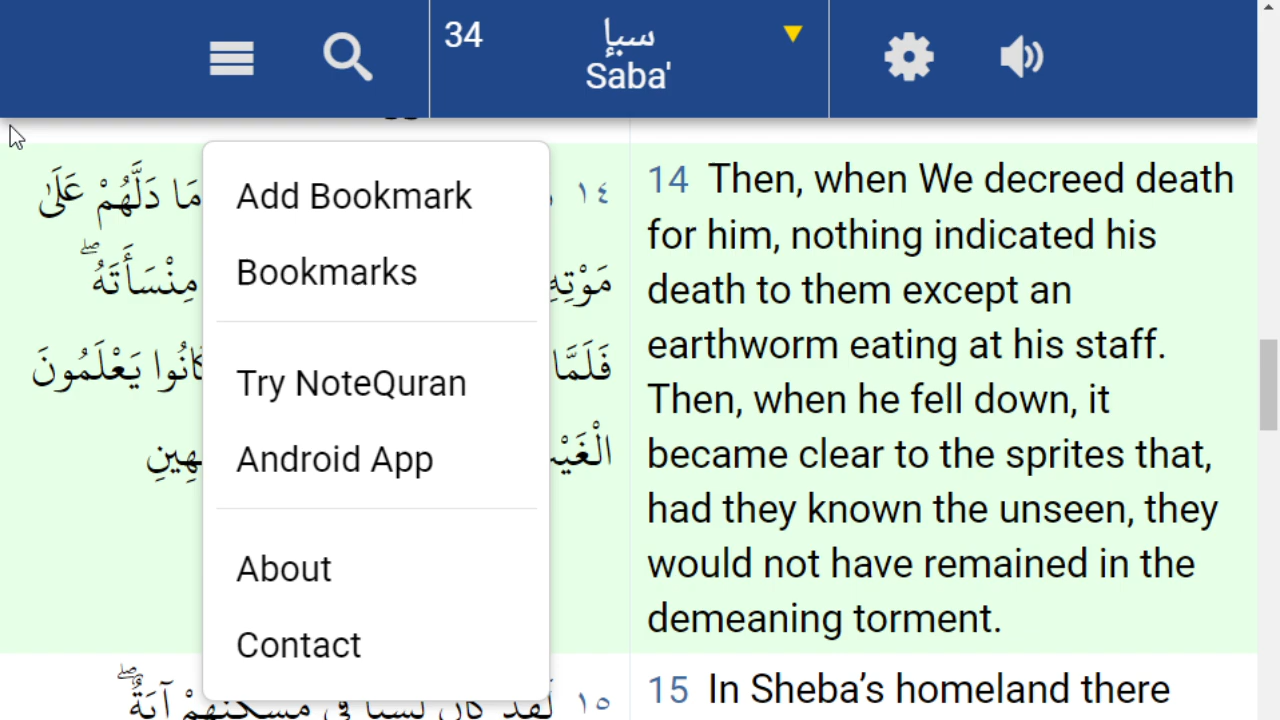 34
سبإ
Saba'
Add Bookmark
Bookmarks
Try NoteQuran
Android App
About
Contact
١٤
مَا دَلَّهُمْ عَلَىٰ
مَوْتِهِ
مِنْسَأَتَهُ ۖ
فَلَمَّا
كَانُوا يَعْلَمُونَ
14 Then, when We decreed death
for him, nothing indicated his
death to them except an
earthworm eating at his staff.
Then, when he fell down, it
became clear to the sprites that,
had they known the unseen, they
would not have remained in the
demeaning torment.
١٥ لَقَدْ كَانَ لِسَبَإٍ فِي مَسْكَنِهِمْ آيَةٌ ۖ
15 In Sheba’s homeland there